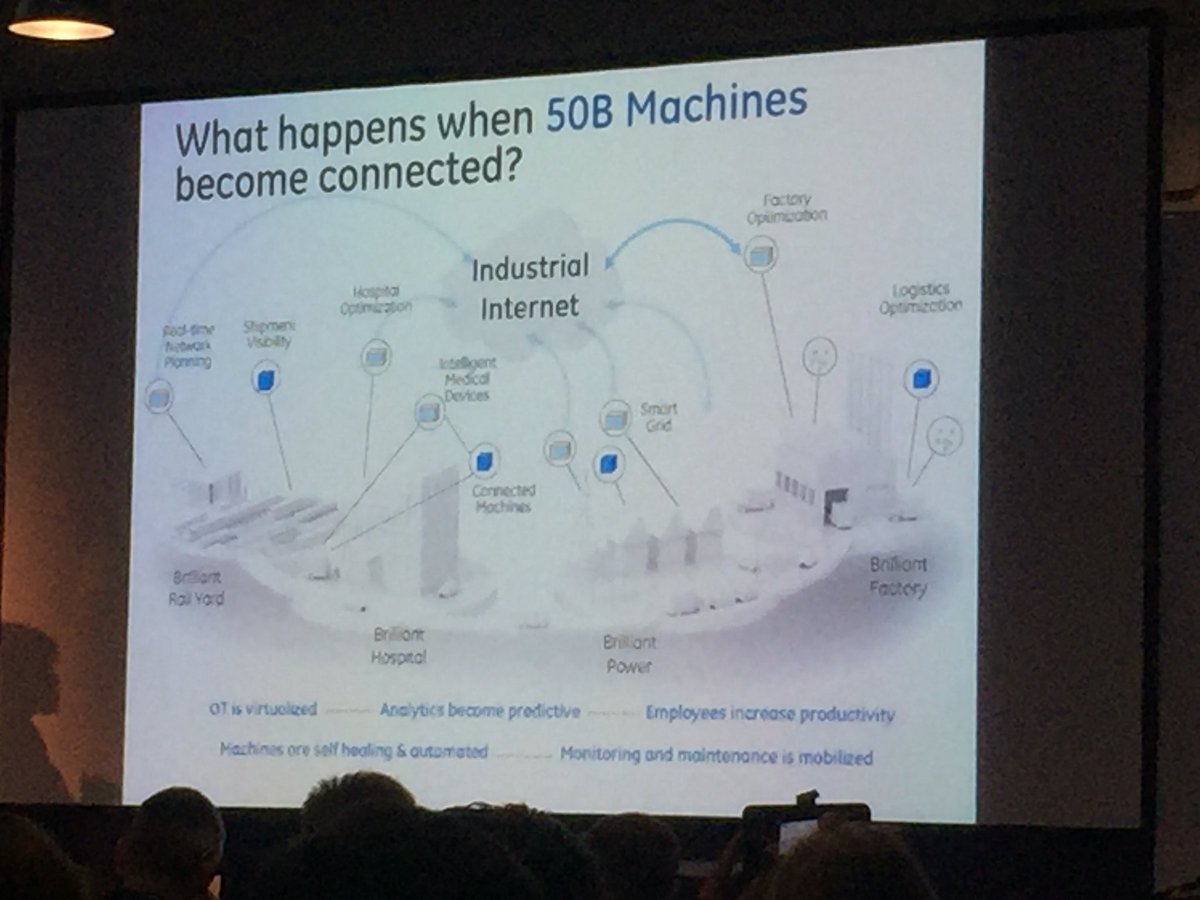 What happens when 50B Machines
become connected?
Factory
Optimization
Industrial
Internet
Hospital
Optimization
Logistics
Optimization
Real-time
Network
Planning
Shipment
Visibility
Intelligent
Medical
Devices
Smart
Grid
Connected
Machines
Brilliant
Rail Yard
Brilliant
Factory
Brilliant
Hospital
Brilliant
Power
OT is virtualized
Analytics become predictive
Employees increase productivity
Machines are self healing & automated
Monitoring and maintenance is mobilized